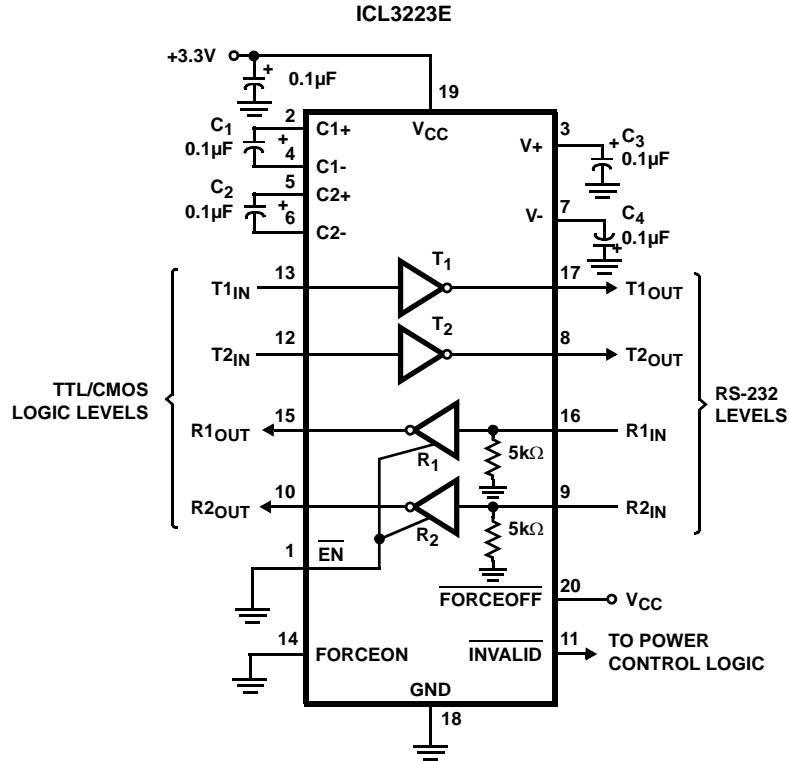 ICL3223E
+3.3V
+
0.1µF
19
VCC
2
C1+
C1
0.1µF
+
4
C1-
5
C2+
C2
0.1µF
+
6
C2-
3
V+
+
C3
0.1µF
7
V-
C4
0.1µF
+
T1IN
13
T1
17
T1OUT
T2IN
12
T2
8
T2OUT
TTL/CMOS
LOGIC LEVELS
RS-232
LEVELS
R1OUT
15
R1
16
R1IN
5kΩ
R2OUT
10
R2
9
R2IN
5kΩ
1
EN
FORCEOFF
20
VCC
14
FORCEON
INVALID
11
TO POWER
CONTROL LOGIC
GND
18